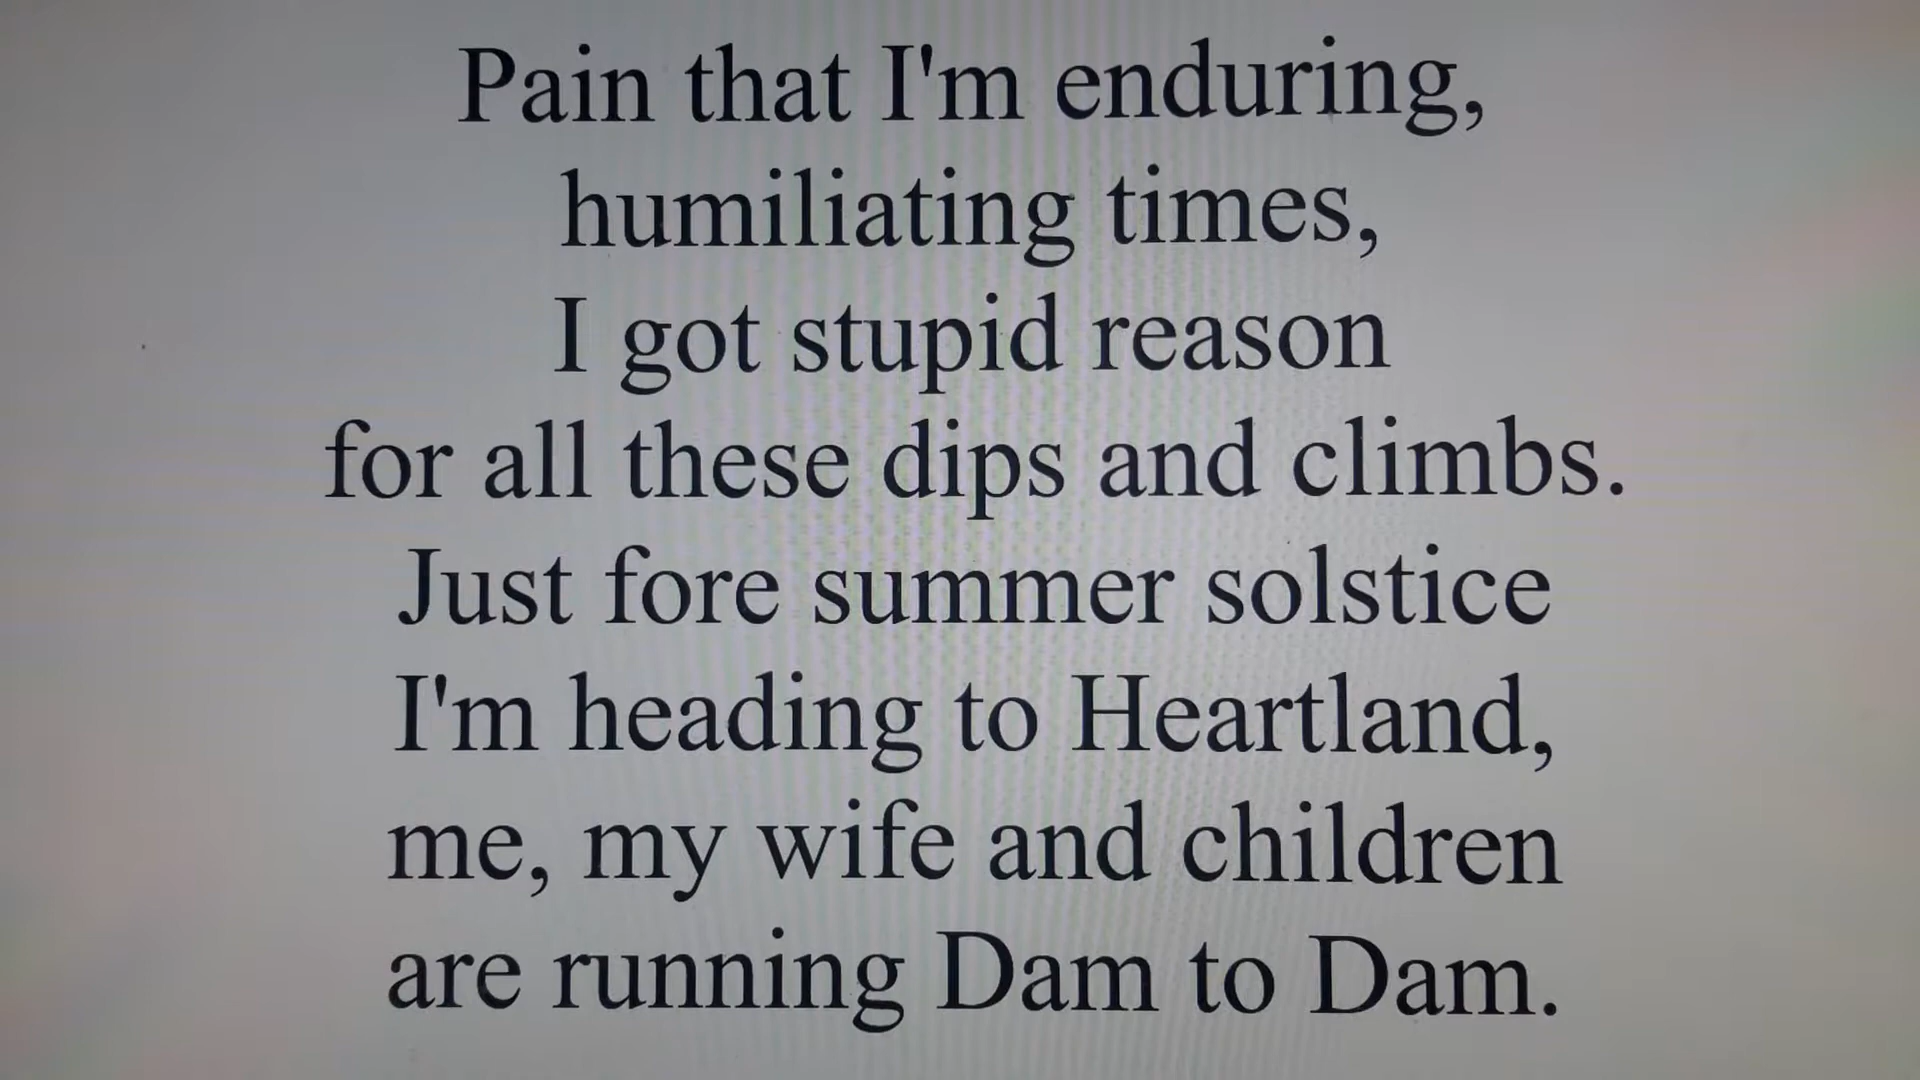 Pain that I'm enduring,
humiliating times,
I got stupid reason
for all these dips and climbs.
Just fore summer solstice
I'm heading to Heartland,
me, my wife and children
are running Dam to Dam.